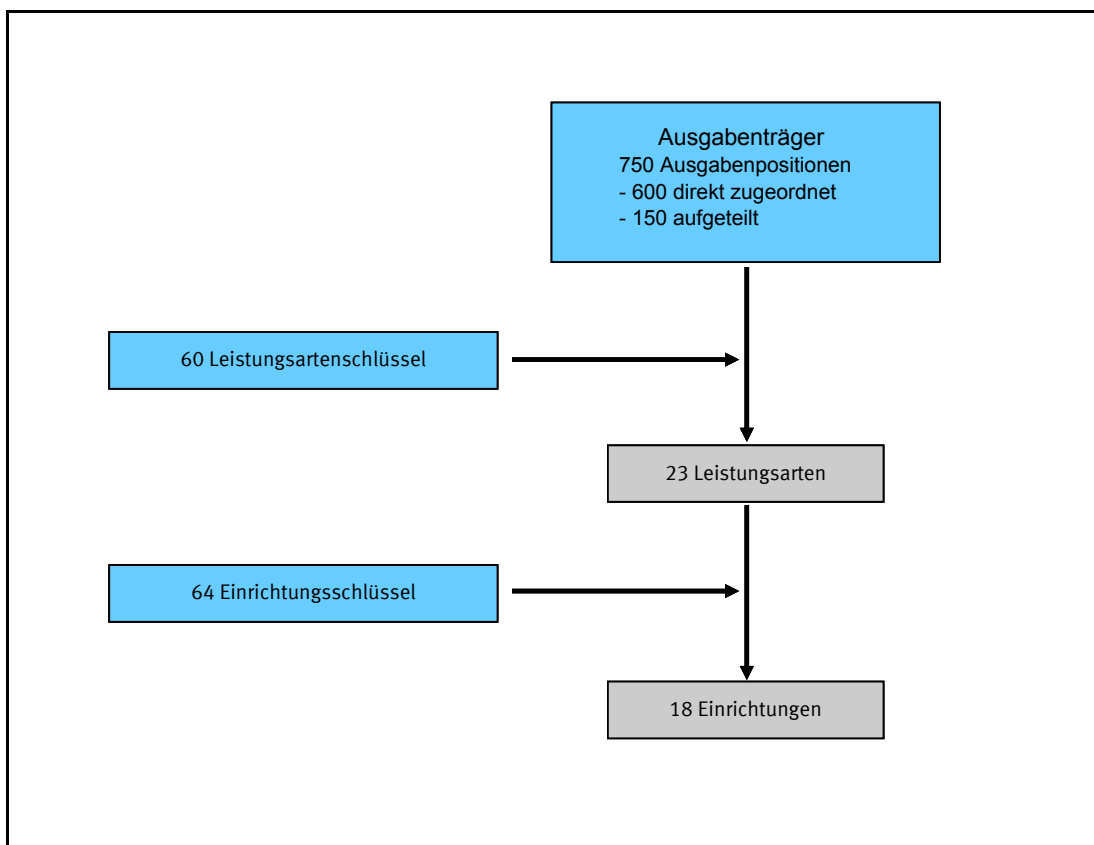 Ausgabenträger
750 Ausgabenpositionen
- 600 direkt zugeordnet
- 150 aufgeteilt
60 Leistungsartenschlüssel
23 Leistungsarten
64 Einrichtungsschlüssel
18 Einrichtungen